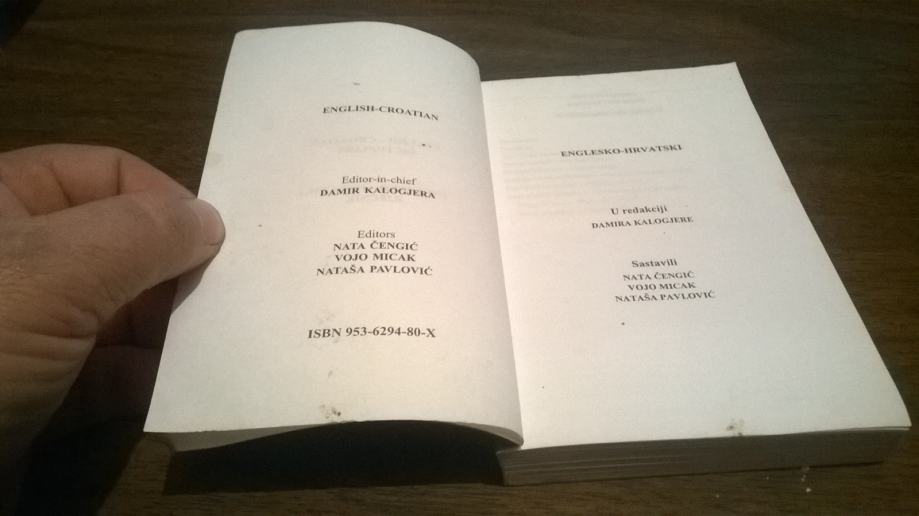 ENGLISH-CROATIAN
Editor-in-chief
DAMIR KALOGJERA
Editors
NATA ČENGIĆ
VOJO MICAK
NATAŠA PAVLOVIĆ
ISBN 953-6294-80-X
ENGLESKO-HRVATSKI
U redakciji
DAMIRA KALOGJERE
Sastavili
NATA ČENGIĆ
VOJO MICAK
NATAŠA PAVLOVIĆ